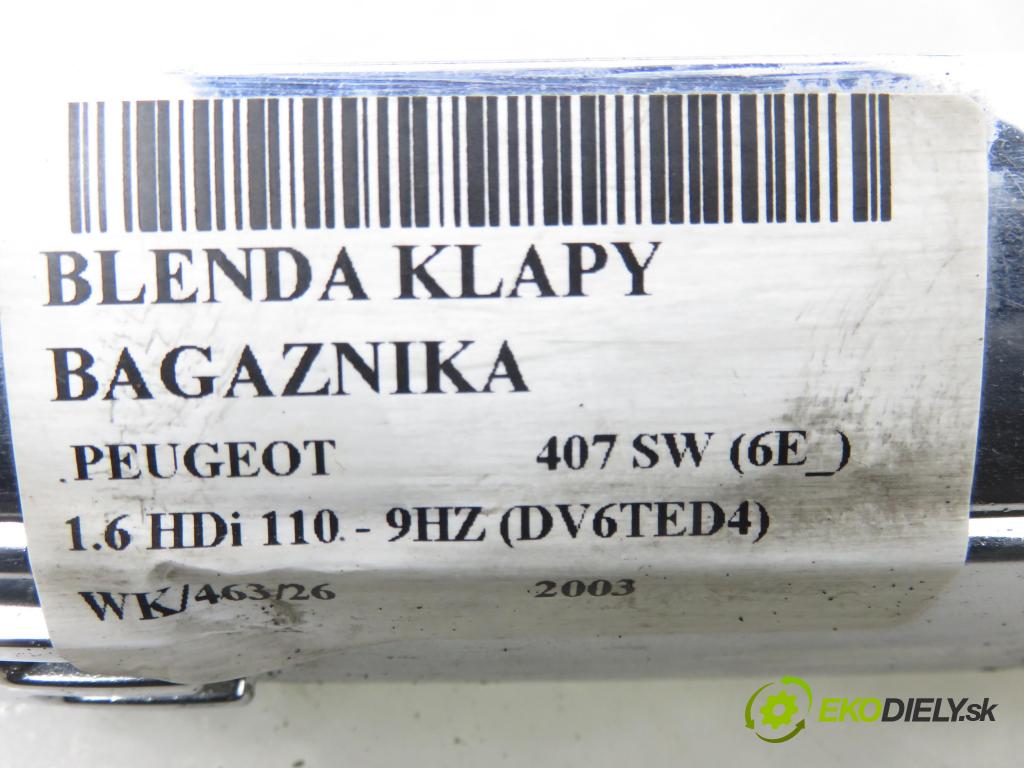 BLENDA KLAPY
BAGAZNIKA
PEUGEOT 407 SW (6E_)
1.6 HDi 110 - 9HZ (DV6TED4)
WK/463/26 2003
EKODIELY.sk